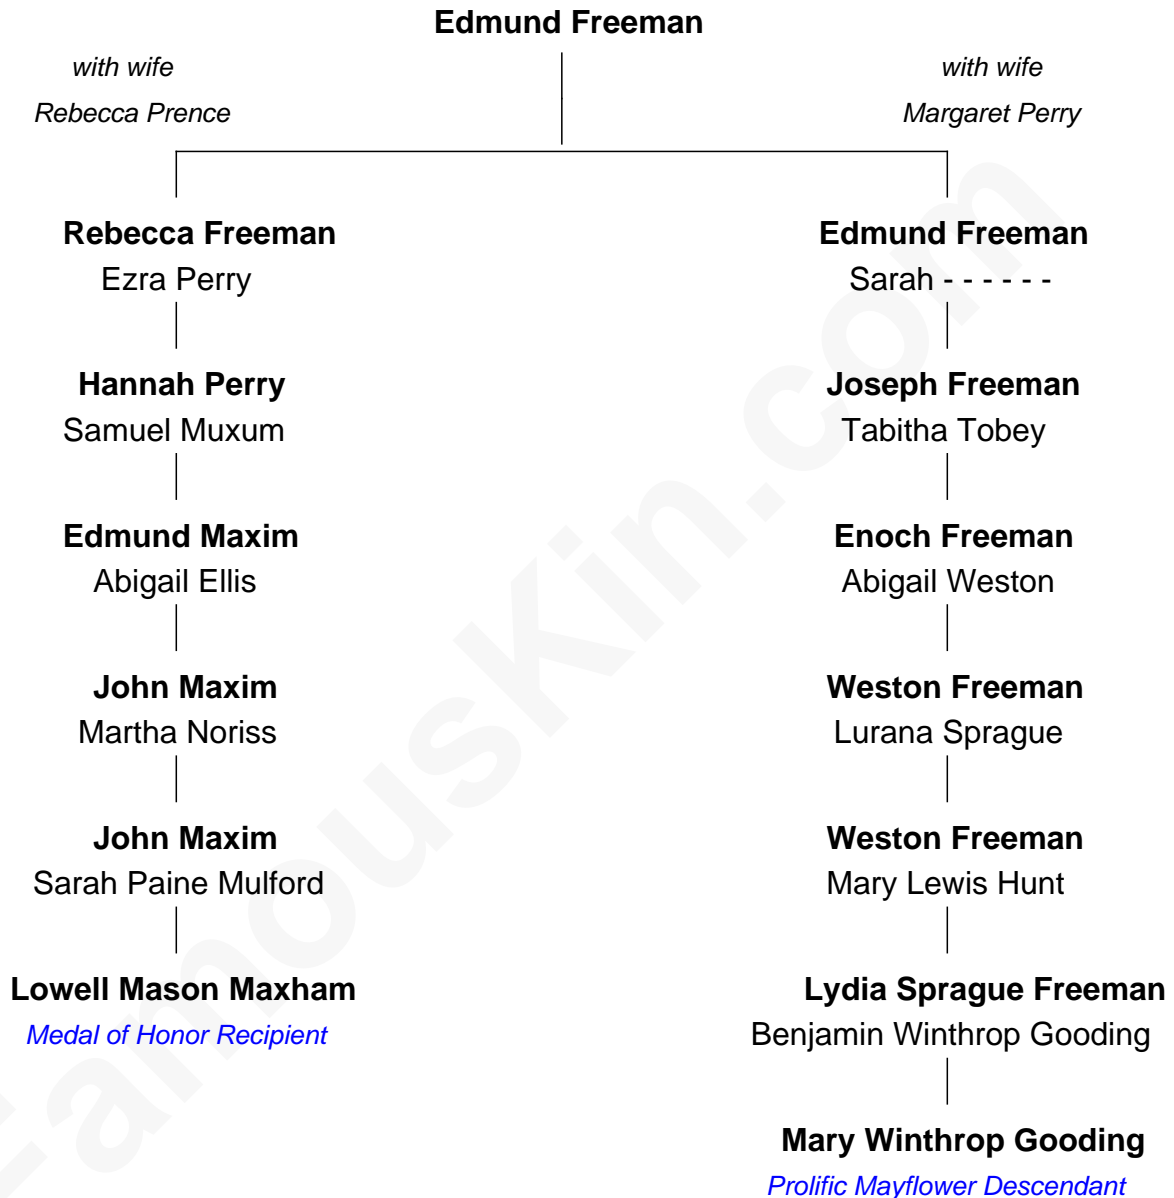 Edmund Freeman
with wife
Rebecca Prence
with wife
Margaret Perry
Rebecca Freeman
Ezra Perry
Edmund Freeman
Sarah - - - - - -
Hannah Perry
Samuel Muxum
Joseph Freeman
Tabitha Tobey
Edmund Maxim
Abigail Ellis
Enoch Freeman
Abigail Weston
John Maxim
Martha Noriss
Weston Freeman
Lurana Sprague
John Maxim
Sarah Paine Mulford
Weston Freeman
Mary Lewis Hunt
Lowell Mason Maxham
Medal of Honor Recipient
Lydia Sprague Freeman
Benjamin Winthrop Gooding
Mary Winthrop Gooding
Prolific Mayflower Descendant
FamousKin.com